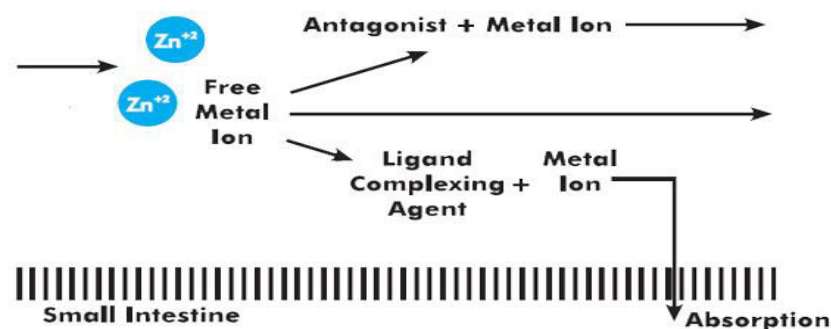 Antagonist + Metal Ion
Zn+2
Zn+2
Free
Metal
Ion
Ligand
Complexing +
Agent
Metal
Ion
Small Intestine
Absorption